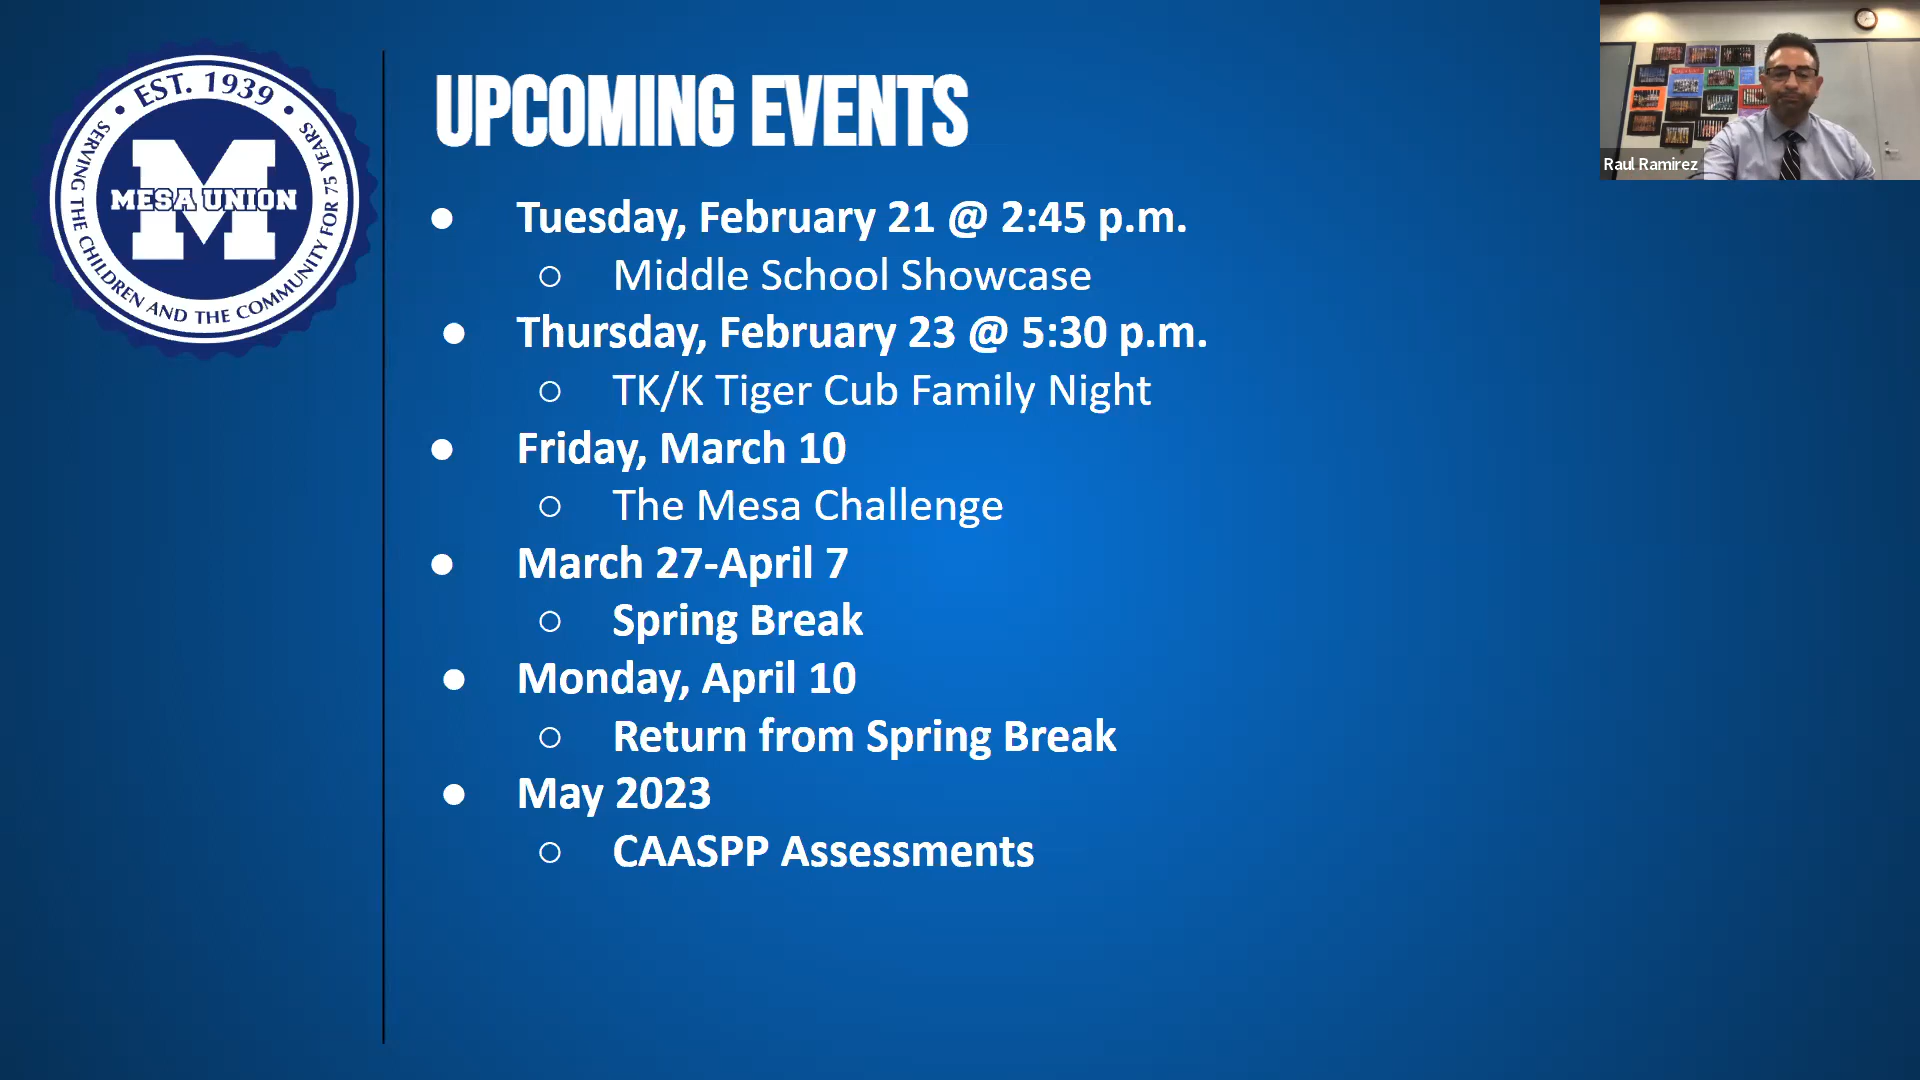 EST. 1939
SERVING THE CHILDREN AND THE COMMUNITY FOR 75 YEARS
M
MESA UNION
UPCOMING EVENTS
● Tuesday, February 21 @ 2:45 p.m.
○ Middle School Showcase
● Thursday, February 23 @ 5:30 p.m.
○ TK/K Tiger Cub Family Night
● Friday, March 10
○ The Mesa Challenge
● March 27-April 7
○ Spring Break
● Monday, April 10
○ Return from Spring Break
● May 2023
○ CAASPP Assessments
Raul Ramirez